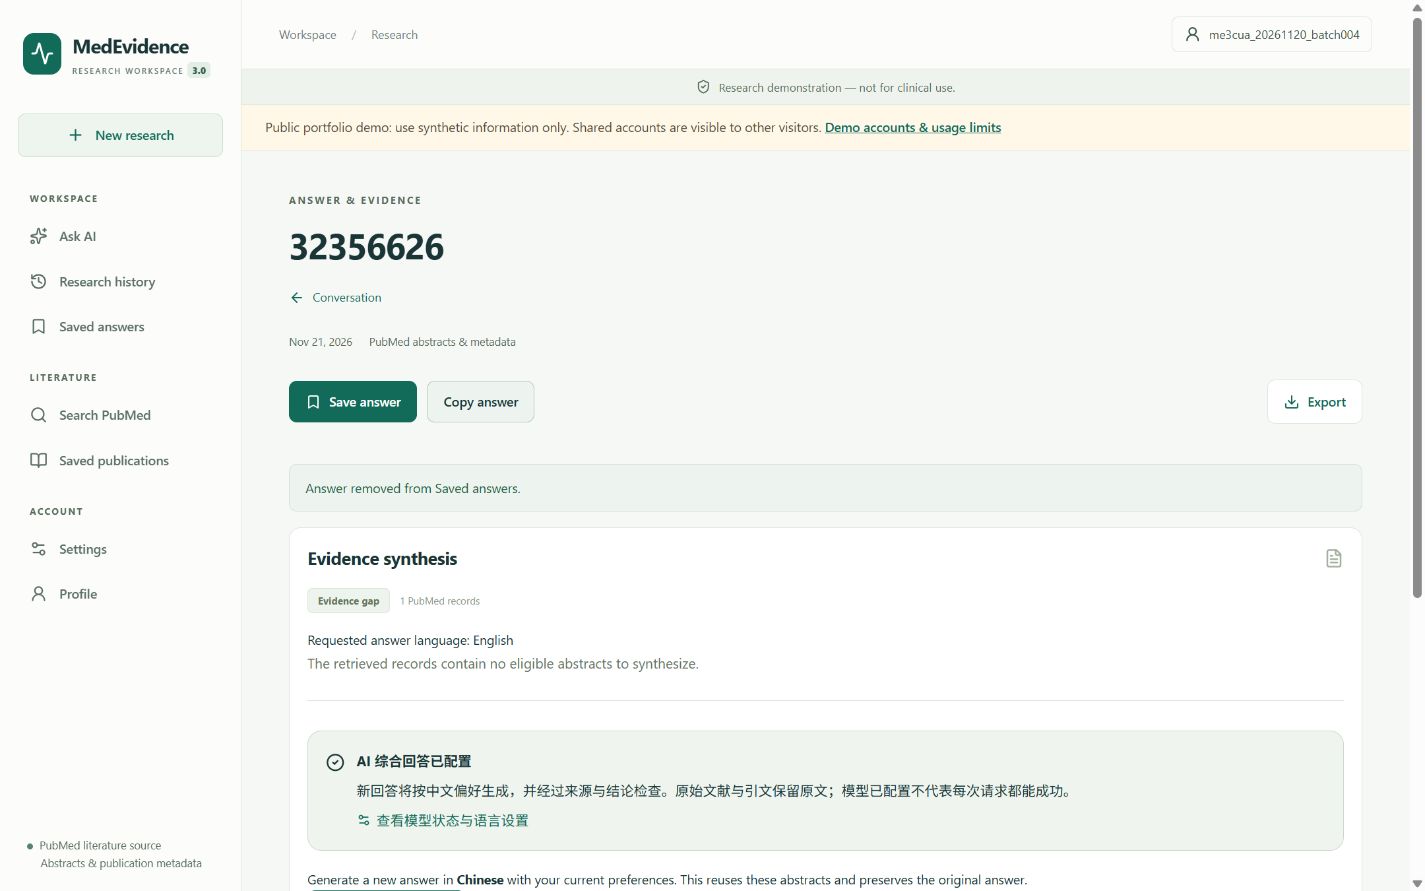 MedEvidence
RESEARCH WORKSPACE 3.0
New research
WORKSPACE
Ask AI
Research history
Saved answers
LITERATURE
Search PubMed
Saved publications
ACCOUNT
Settings
Profile
PubMed literature source
Abstracts & publication metadata
Workspace / Research
me3cua_20261120_batch004
Research demonstration — not for clinical use.
Public portfolio demo: use synthetic information only. Shared accounts are visible to other visitors. Demo accounts & usage limits
ANSWER & EVIDENCE
32356626
Conversation
Nov 21, 2026 PubMed abstracts & metadata
Save answer
Copy answer
Export
Answer removed from Saved answers.
Evidence synthesis
Evidence gap 1 PubMed records
Requested answer language: English
The retrieved records contain no eligible abstracts to synthesize.
AI 综合回答已配置
新回答将按中文偏好生成，并经过来源与结论检查。原始文献与引文保留原文；模型已配置不代表每次请求都能成功。
查看模型状态与语言设置
Generate a new answer in Chinese with your current preferences. This reuses these abstracts and preserves the original answer.